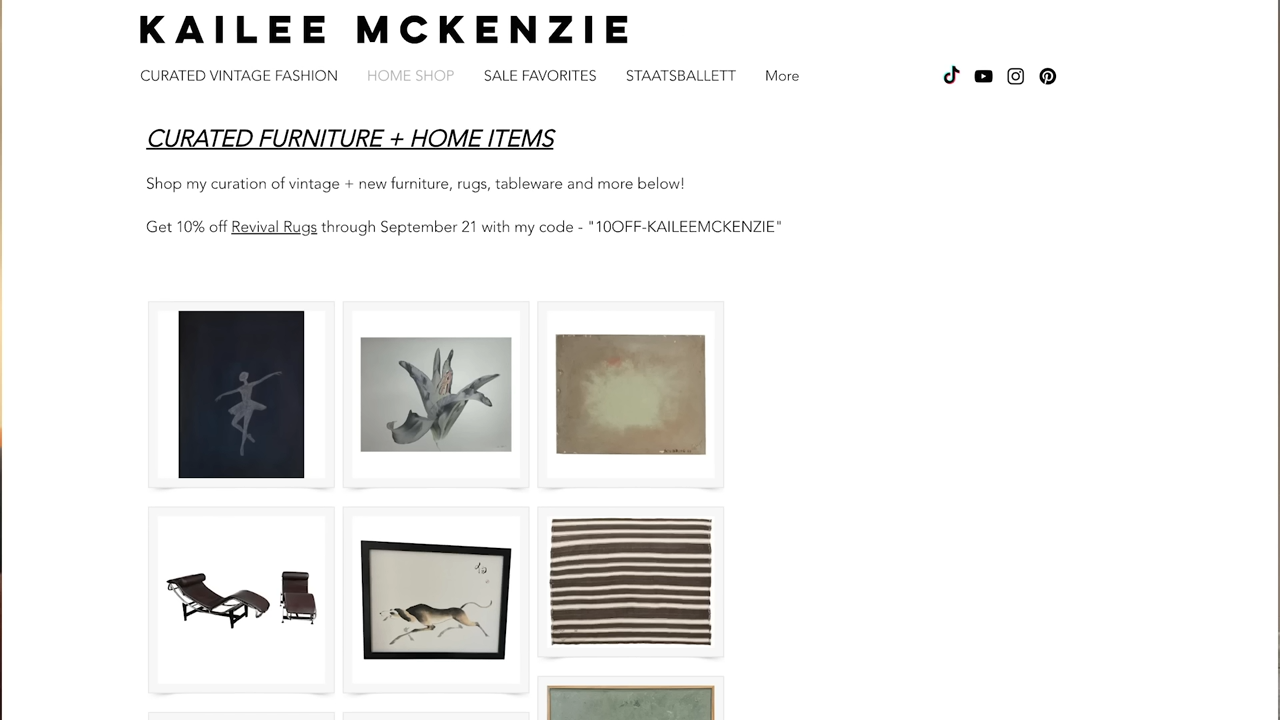 KAILEE MCKENZIE
CURATED VINTAGE FASHION HOME SHOP SALE FAVORITES STAATSBALLETT More
CURATED FURNITURE + HOME ITEMS
Shop my curation of vintage + new furniture, rugs, tableware and more below!
Get 10% off Revival Rugs through September 21 with my code - "10OFF-KAILEEMCKENZIE"